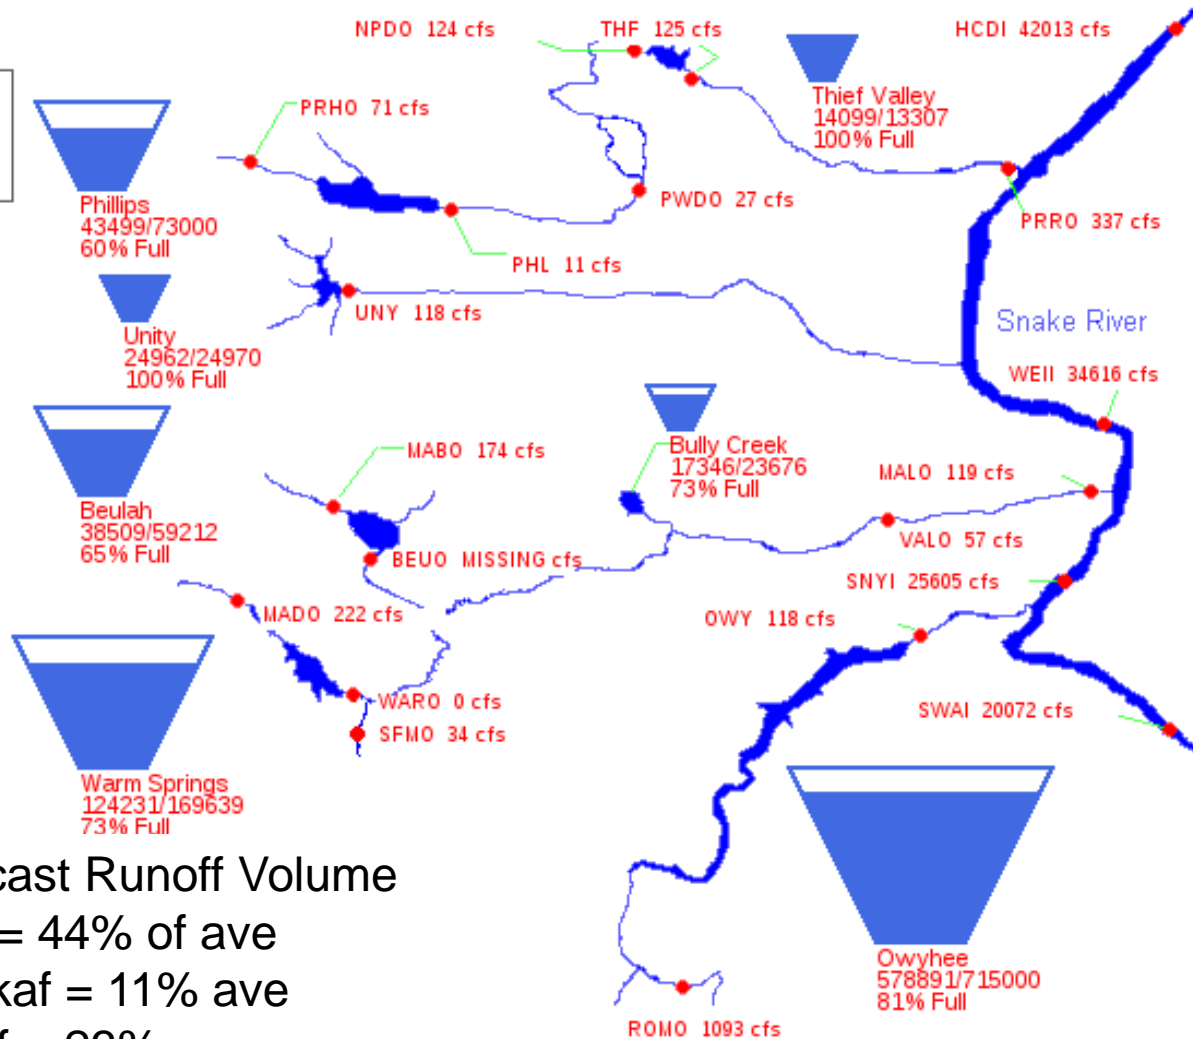 NPDO 124 cfs
THF 125 cfs
HCDI 42013 cfs
Thief Valley
14099/13307
100% Full
PRHO 71 cfs
Phillips
43499/73000
60% Full
PWDO 27 cfs
PRRO 337 cfs
PHL 11 cfs
UNY 118 cfs
Unity
24962/24970
100% Full
Snake River
WEII 34616 cfs
Beulah
38509/59212
65% Full
MABO 174 cfs
Bully Creek
17346/23676
73% Full
MALO 119 cfs
VALO 57 cfs
BEUO MISSING cfs
SNYI 25605 cfs
MADO 222 cfs
OWY 118 cfs
WARO 0 cfs
SFMO 34 cfs
SWAI 20072 cfs
Warm Springs
124231/169639
73% Full
Owyhee
578891/715000
81% Full
ROMO 1093 cfs
cast Runoff Volume
= 44% of ave
kaf = 11% ave